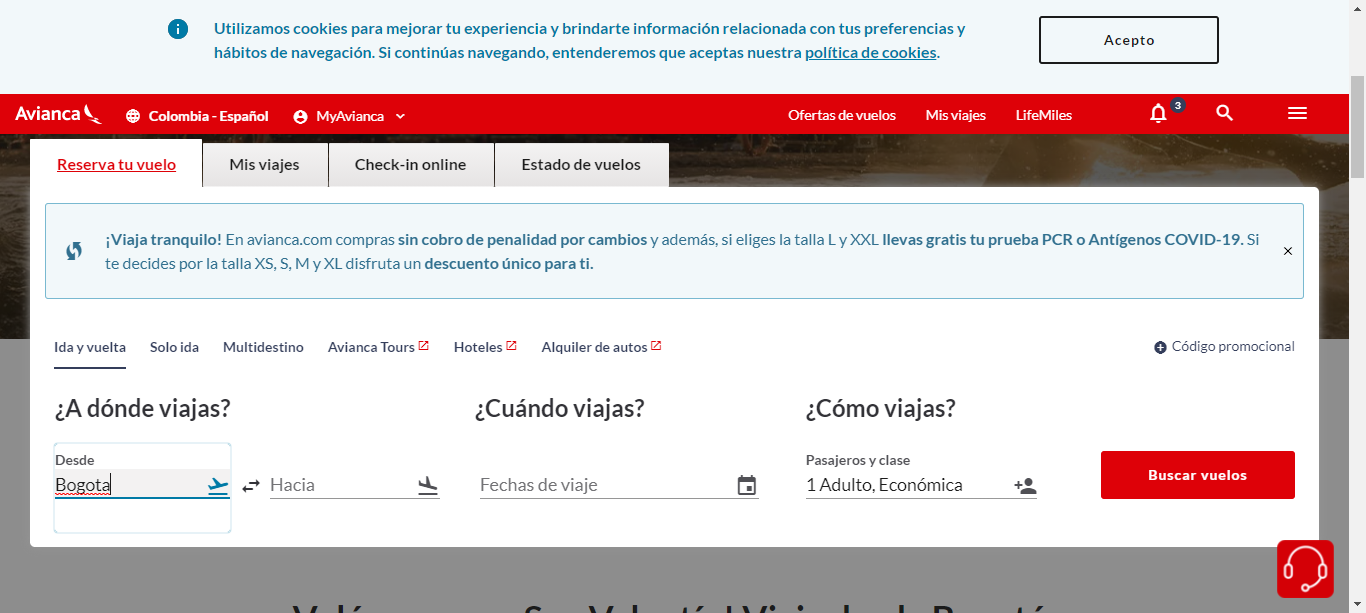 Utilizamos cookies para mejorar tu experiencia y brindarte información relacionada con tus preferencias y
hábitos de navegación. Si continúas navegando, entenderemos que aceptas nuestra política de cookies.
Acepto
Avianca
Colombia - Español
MyAvianca
Ofertas de vuelos
Mis viajes
LifeMiles
3
Reserva tu vuelo
Mis viajes
Check-in online
Estado de vuelos
¡Viaja tranquilo! En avianca.com compras sin cobro de penalidad por cambios y además, si eliges la talla L y XXL llevas gratis tu prueba PCR o Antígenos COVID-19. Si
te decides por la talla XS, S, M y XL disfruta un descuento único para ti.
Ida y vuelta
Solo ida
Multidestino
Avianca Tours
Hoteles
Alquiler de autos
Código promocional
¿A dónde viajas?
¿Cuándo viajas?
¿Cómo viajas?
Desde
Bogota
Hacia
Fechas de viaje
Pasajeros y clase
1 Adulto, Económica
Buscar vuelos